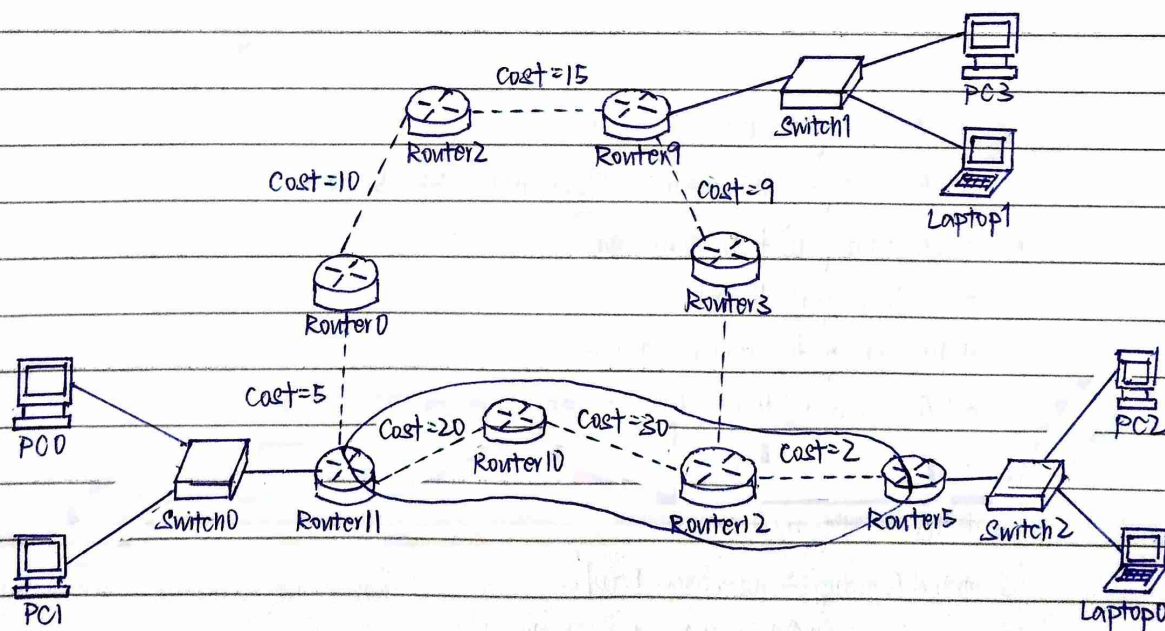 PC3
Cost=15
Switch1
Router2
Router9
Cost=10
Cost=9
Laptop1
Router0
Router3
Cost=5
Cost=20
Cost=30
PC0
PC2
Router10
Cost=2
Switch0
Router11
Router12
Router5
Switch2
PC1
Laptop0